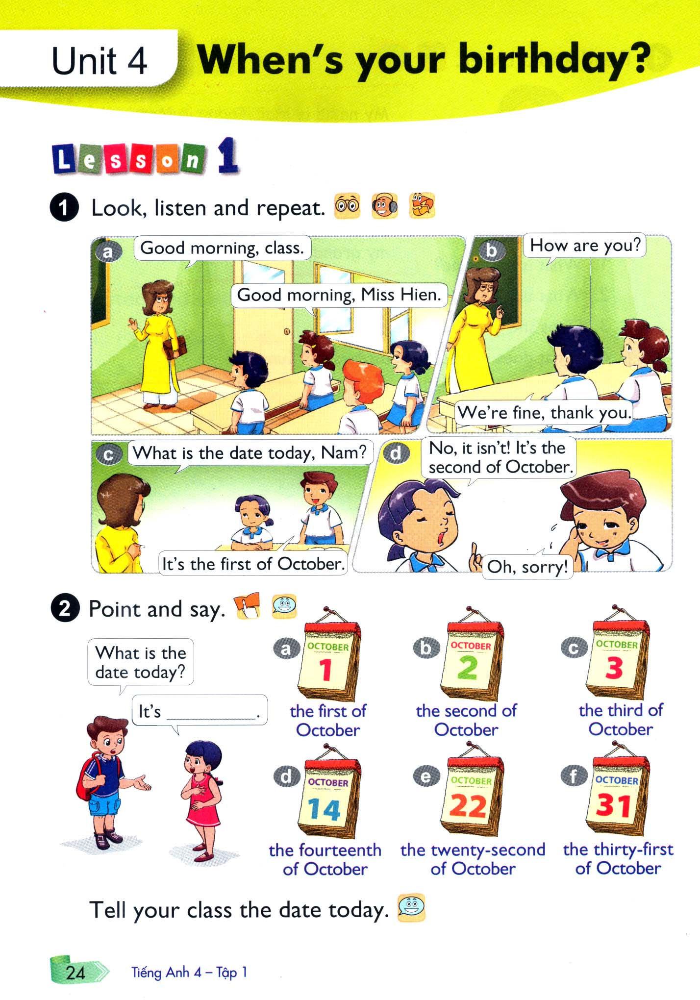 Unit 4
When's your birthday?
Lesson 1
1 Look, listen and repeat.
a
Good morning, class.
Good morning, Miss Hien.
b
How are you?
We're fine, thank you.
c
What is the date today, Nam?
It's the first of October.
d
No, it isn't! It's the
second of October.
Oh, sorry!
2 Point and say.
What is the
date today?
It's ____________.
a
OCTOBER
1
the first of
October
b
OCTOBER
2
the second of
October
c
OCTOBER
3
the third of
October
d
OCTOBER
14
the fourteenth
of October
e
OCTOBER
22
the twenty-second
of October
f
OCTOBER
31
the thirty-first
of October
Tell your class the date today.
24
Tiếng Anh 4 – Tập 1